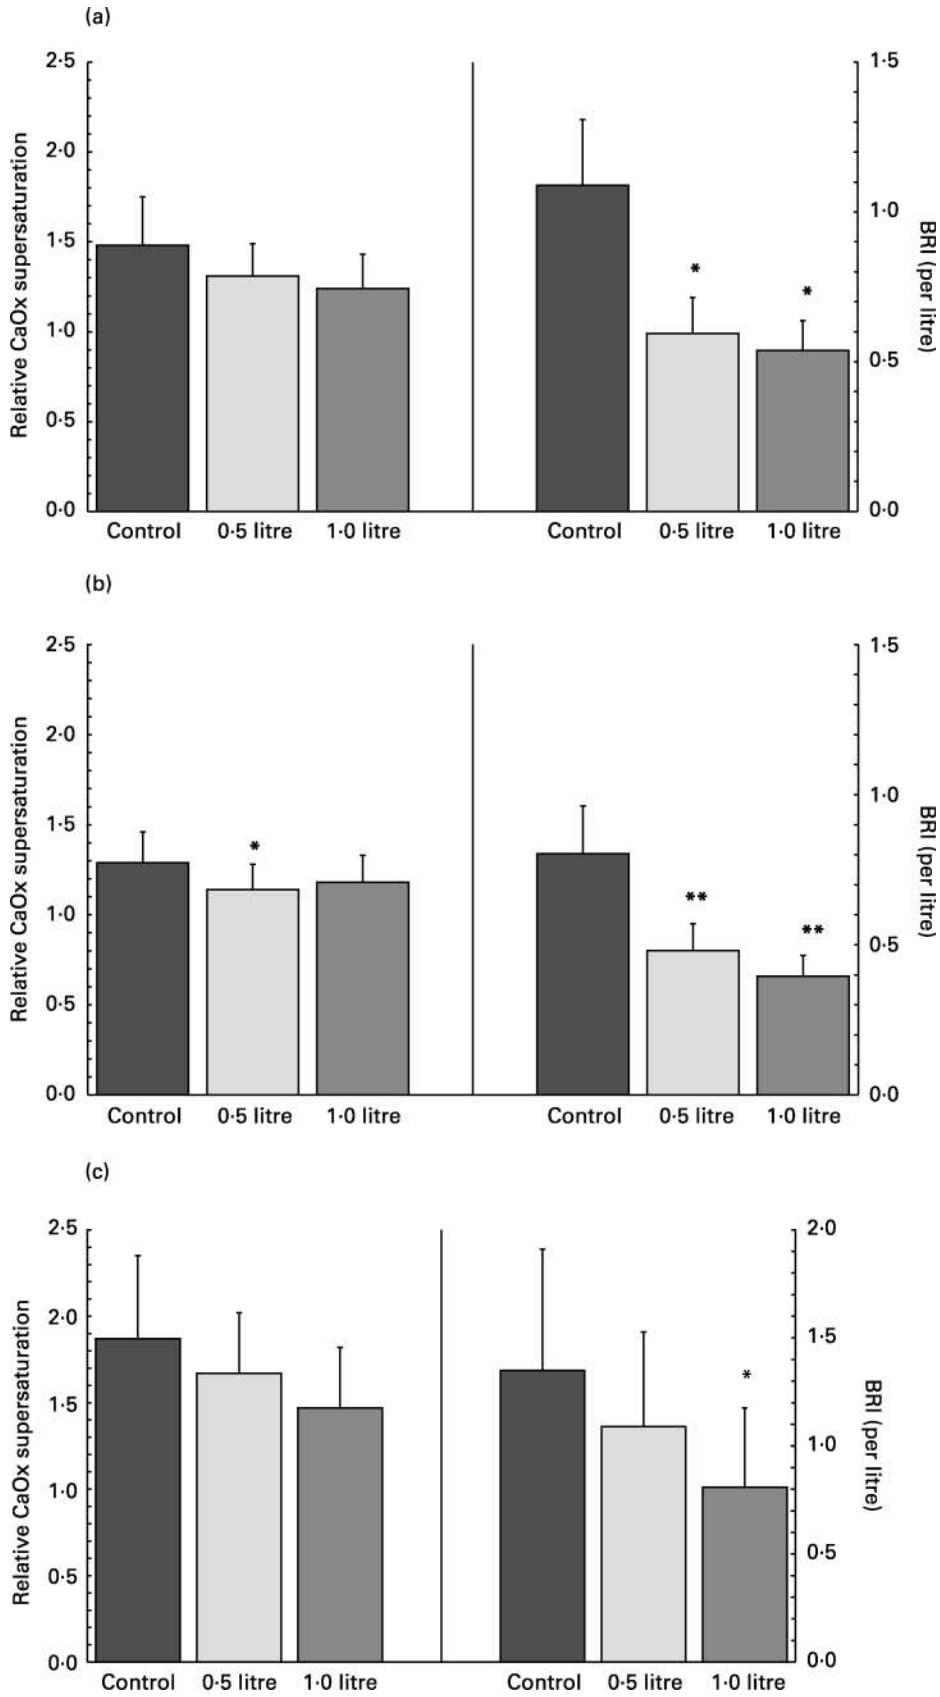 (a)
Relative CaOx supersaturation
2·5
2·0
1·5
1·0
0·5
0·0
Control 0·5 litre 1·0 litre
* *
Control 0·5 litre 1·0 litre
1·5
1·0
0·5
0·0
BRI (per litre)
(b)
Relative CaOx supersaturation
2·5
2·0
1·5
1·0
0·5
0·0
*
Control 0·5 litre 1·0 litre
** **
Control 0·5 litre 1·0 litre
1·5
1·0
0·5
0·0
BRI (per litre)
(c)
Relative CaOx supersaturation
2·5
2·0
1·5
1·0
0·5
0·0
Control 0·5 litre 1·0 litre
*
Control 0·5 litre 1·0 litre
2·0
1·5
1·0
0·5
0·0
BRI (per litre)